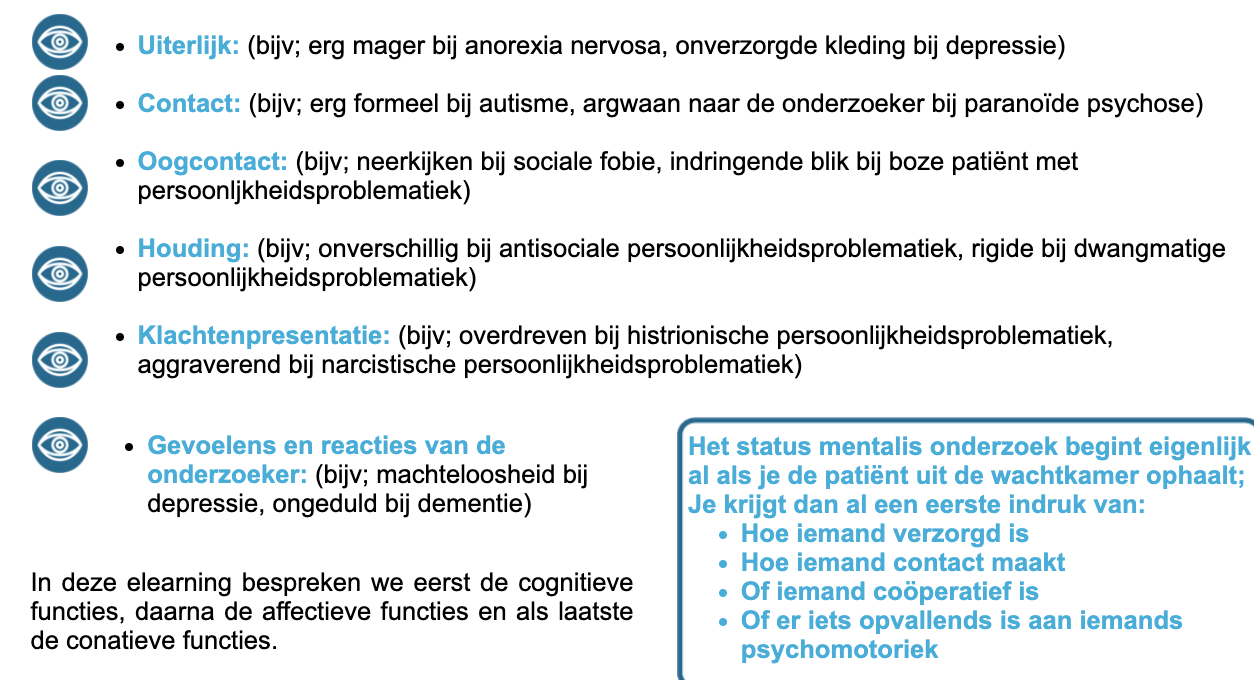 • Uiterlijk: (bijv; erg mager bij anorexia nervosa, onverzorgde kleding bij depressie)
• Contact: (bijv; erg formeel bij autisme, argwaan naar de onderzoeker bij paranoïde psychose)
• Oogcontact: (bijv; neerkijken bij sociale fobie, indringende blik bij boze patiënt met
persoonljkheidsproblematiek)
• Houding: (bijv; onverschillig bij antisociale persoonlijkheidsproblematiek, rigide bij dwangmatige
persoonlijkheidsproblematiek)
• Klachtenpresentatie: (bijv; overdreven bij histrionische persoonlijkheidsproblematiek,
aggraverend bij narcistische persoonlijkheidsproblematiek)
• Gevoelens en reacties van de
onderzoeker: (bijv; machteloosheid bij
depressie, ongeduld bij dementie)
In deze elearning bespreken we eerst de cognitieve
functies, daarna de affectieve functies en als laatste
de conatieve functies.
Het status mentalis onderzoek begint eigenlijk
al als je de patiënt uit de wachtkamer ophaalt;
Je krijgt dan al een eerste indruk van:
• Hoe iemand verzorgd is
• Hoe iemand contact maakt
• Of iemand coöperatief is
• Of er iets opvallends is aan iemands
psychomotoriek